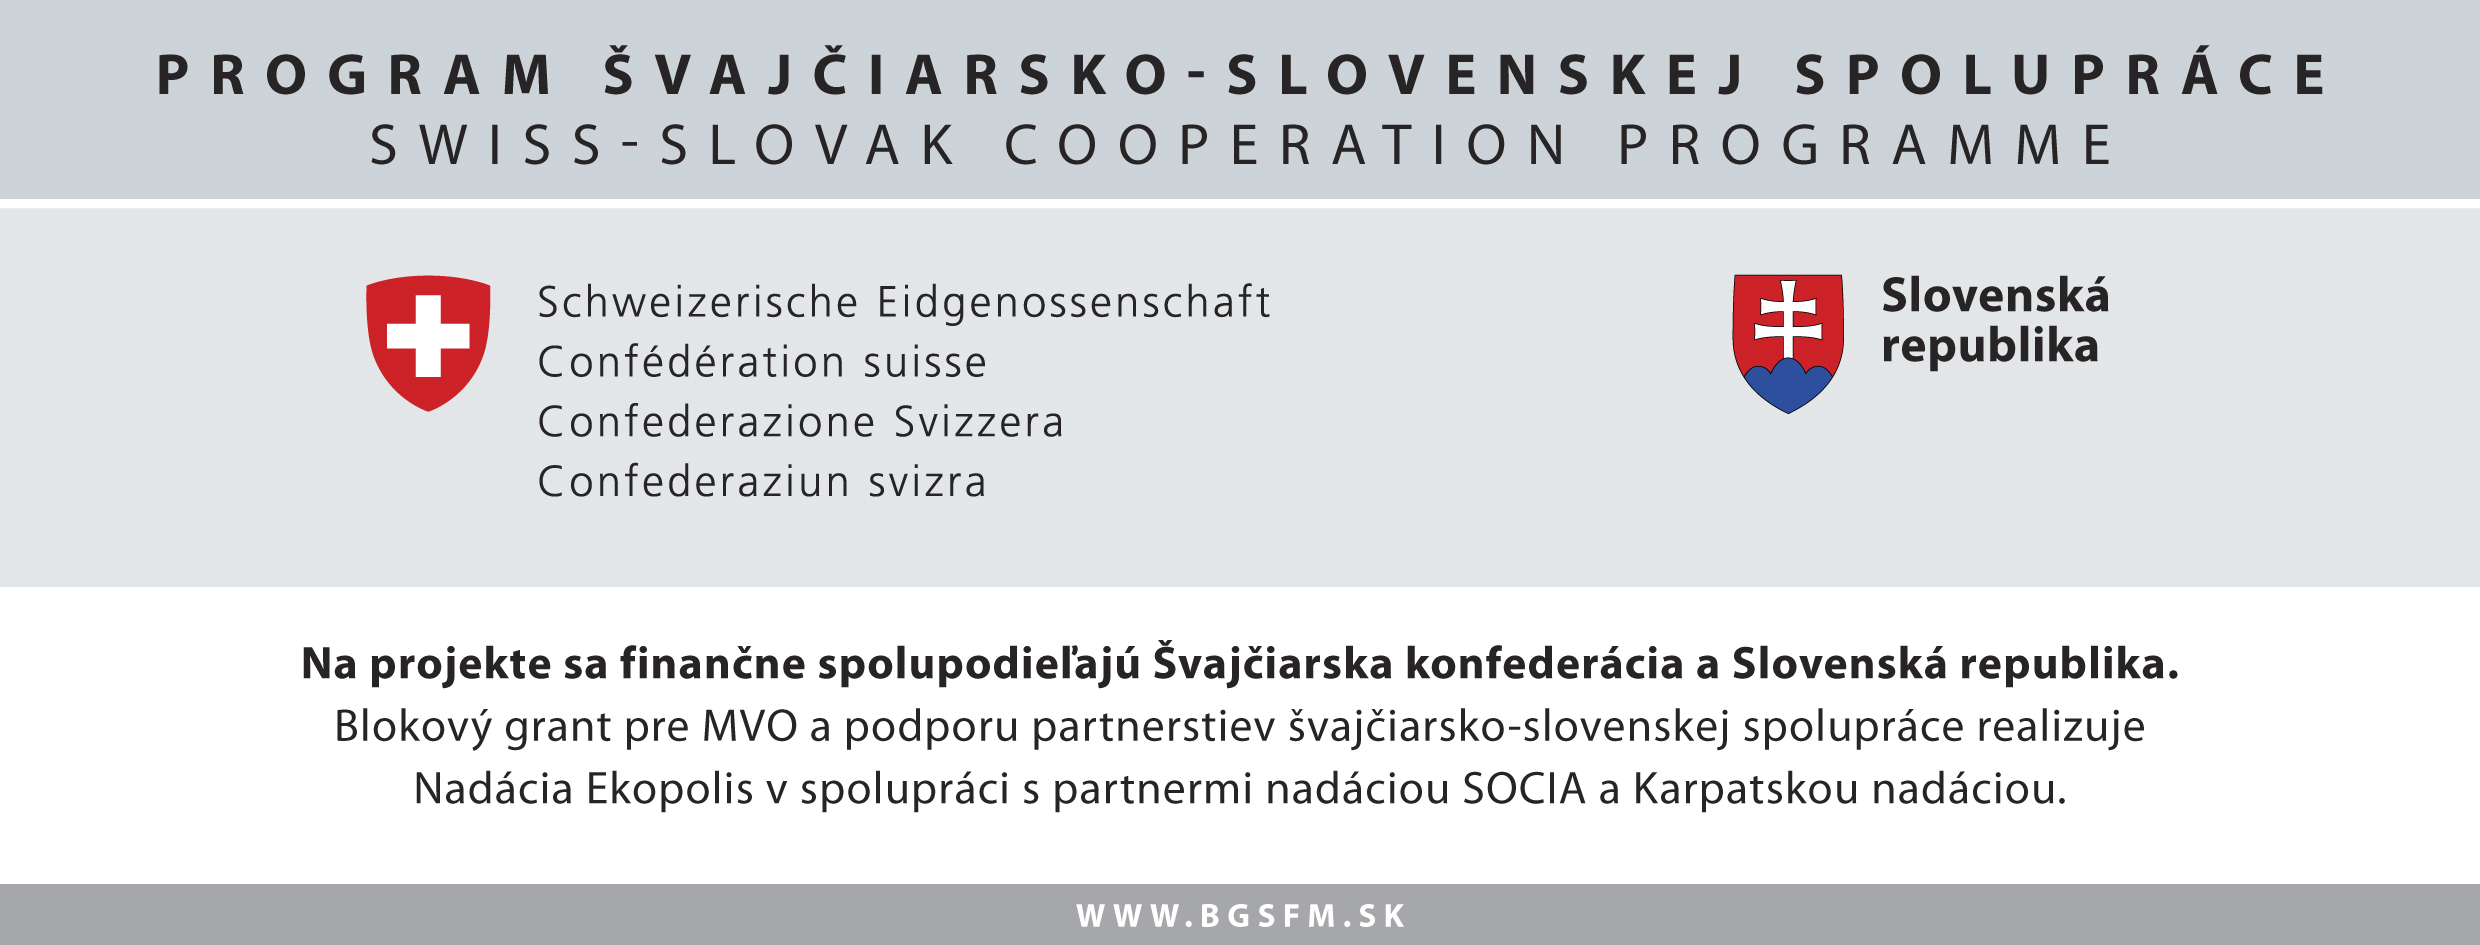 PROGRAM ŠVAJČIARSKO-SLOVENSKEJ SPOLUPRÁCE
SWISS-SLOVAK COOPERATION PROGRAMME
Schweizerische Eidgenossenschaft
Confédération suisse
Confederazione Svizzera
Confederaziun svizra
Slovenská
republika
Na projekte sa finančne spolupodieľajú Švajčiarska konfederácia a Slovenská republika.
Blokový grant pre MVO a podporu partnerstiev švajčiarsko-slovenskej spolupráce realizuje
Nadácia Ekopolis v spolupráci s partnermi nadáciou SOCIA a Karpatskou nadáciou.
WWW.BGSFM.SK